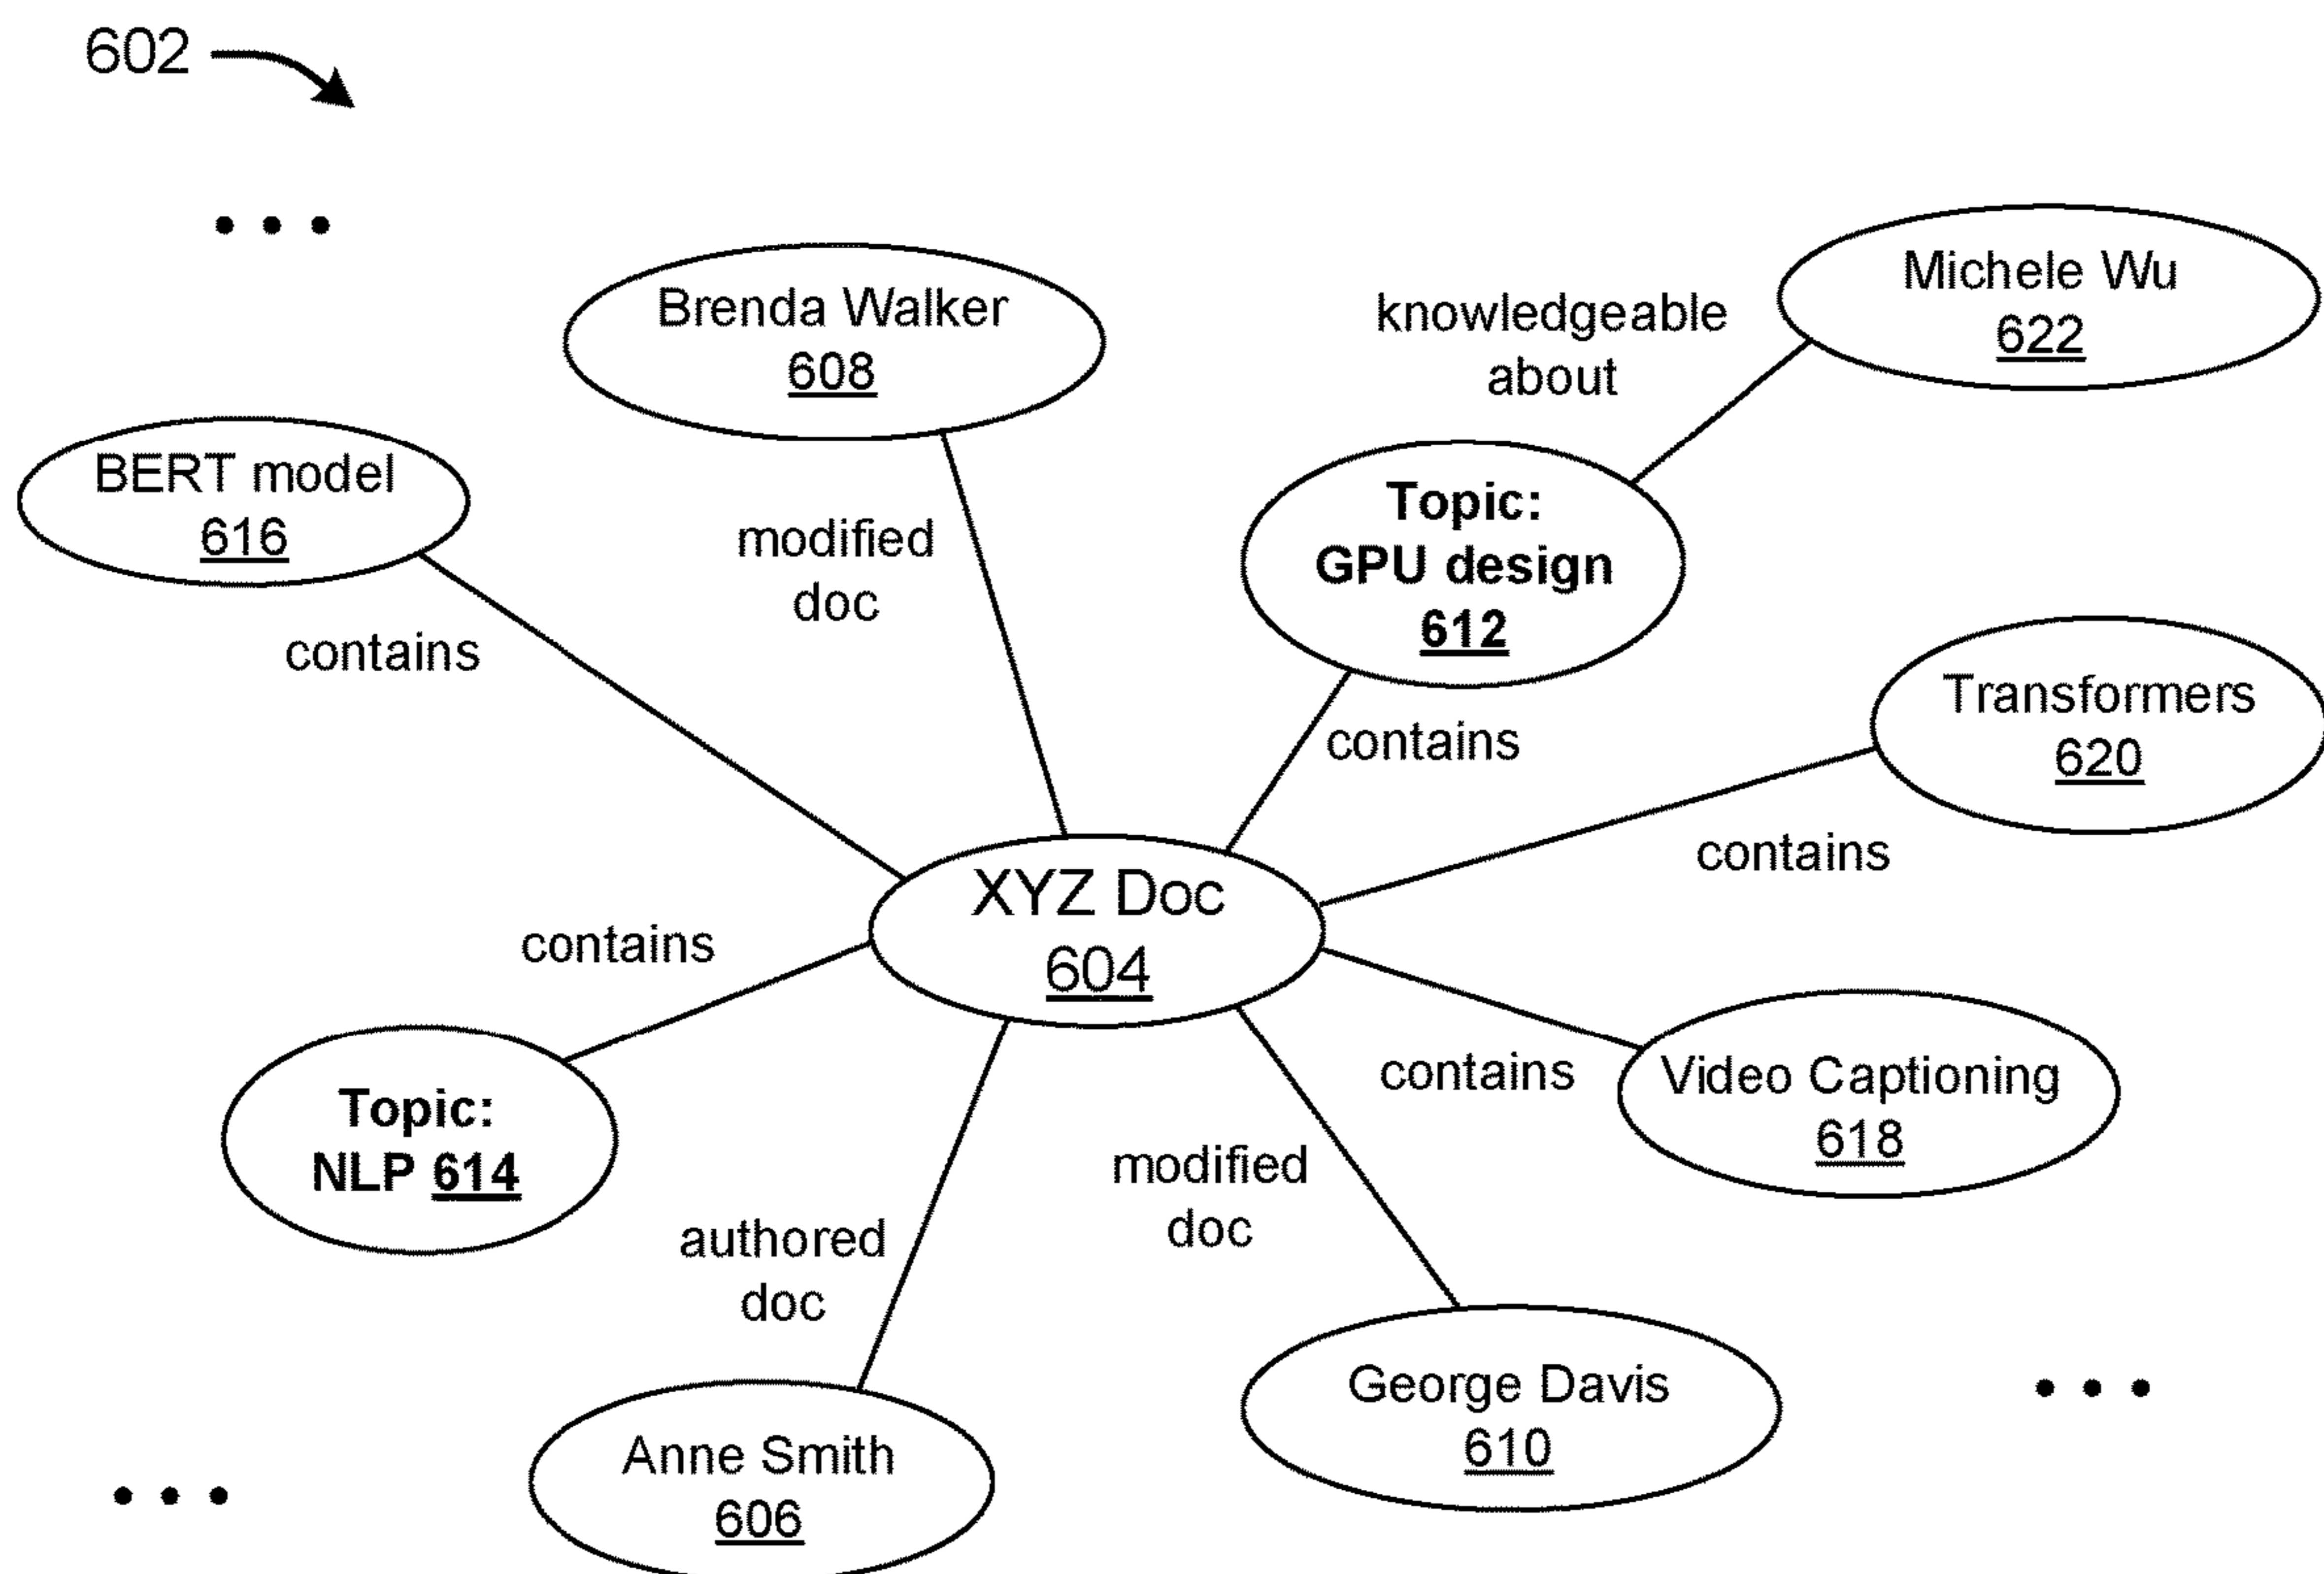 602
• • •
Brenda Walker
608
Michele Wu
622
knowledgeable
about
BERT model
616
modified
doc
Topic:
GPU design
612
contains
contains
Transformers
620
contains
XYZ Doc
604
contains
Topic:
NLP 614
contains
Video Captioning
618
modified
doc
authored
doc
George Davis
610
• • •
Anne Smith
606
• • •